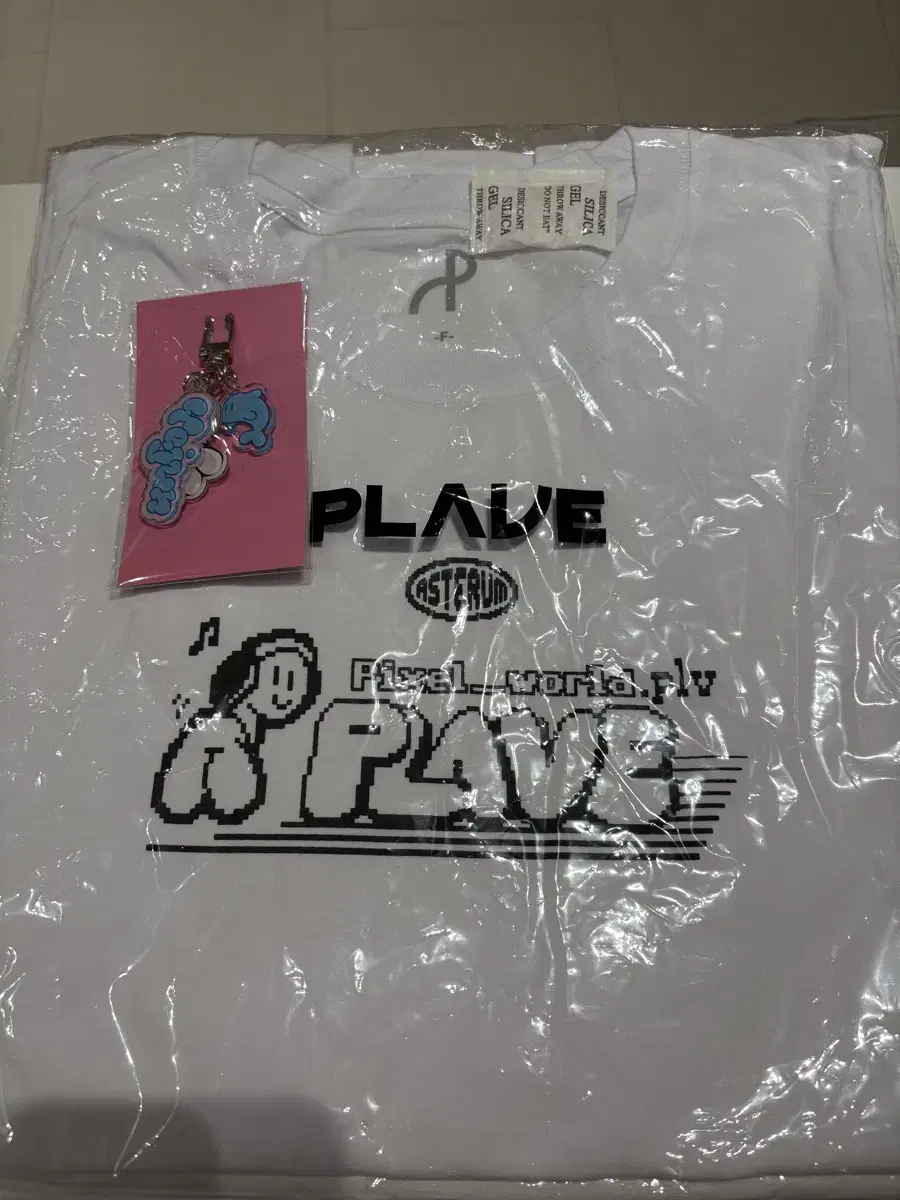 DESICCANT
SILICA
GEL
THROW AWAY
"DO NOT EAT"
DESICCANT
SILICA
GEL
THROW AWAY
-F-
PLAVE
ASTERUM
Pixel_world.plv
PLAVE